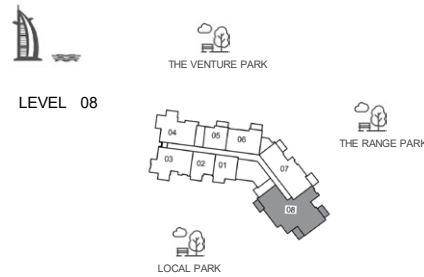 THE VENTURE PARK
LEVEL 08
THE RANGE PARK
04
05
06
03
02
01
07
08
LOCAL PARK